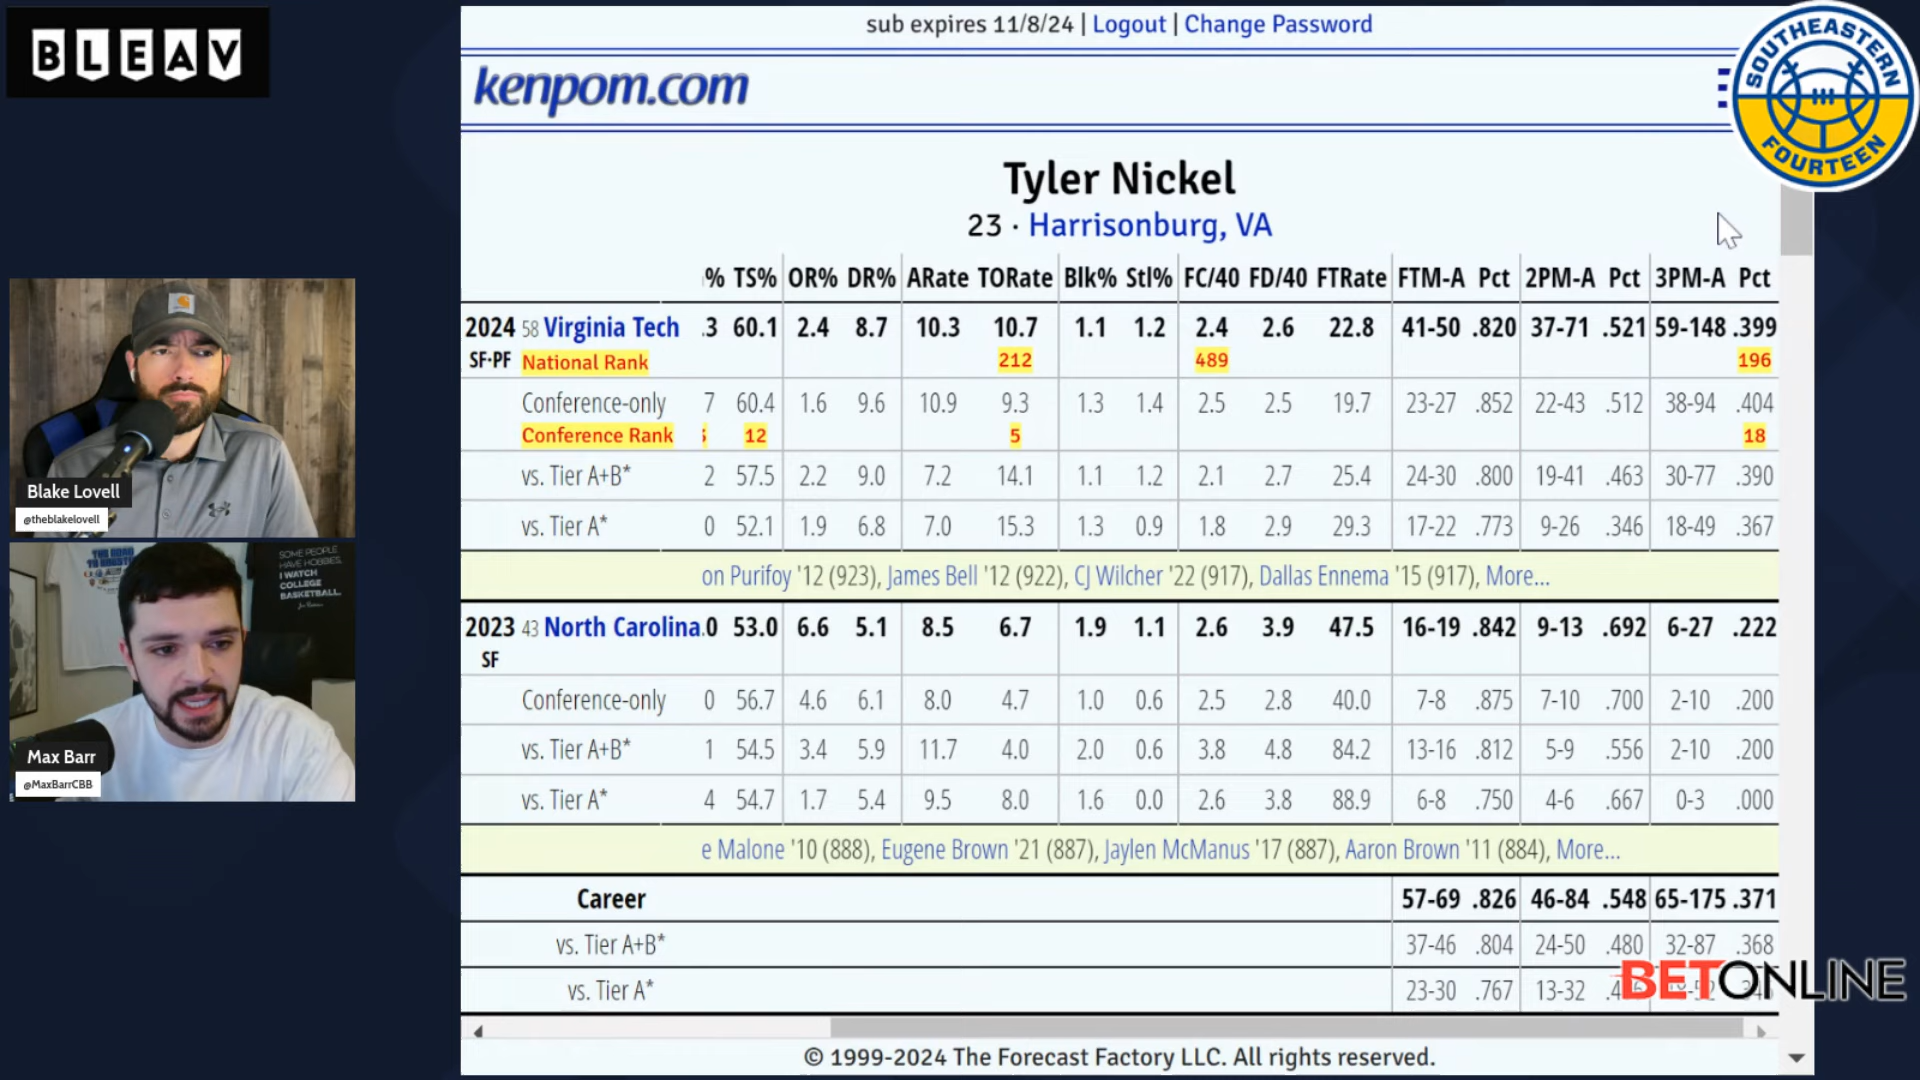 BLEAV
sub expires 11/8/24 | Logout | Change Password
kenpom.com
SOUTHEASTERN
FOURTEEN
Tyler Nickel
23 · Harrisonburg, VA
% TS% OR% DR% ARate TORate Blk% Stl% FC/40 FD/40 FTRate FTM-A Pct 2PM-A Pct 3PM-A Pct
2024 58 Virginia Tech .3 60.1 2.4 8.7 10.3 10.7 1.1 1.2 2.4 2.6 22.8 41-50 .820 37-71 .521 59-148 .399
SF·PF National Rank 212 489 196
Conference-only 7 60.4 1.6 9.6 10.9 9.3 1.3 1.4 2.5 2.5 19.7 23-27 .852 22-43 .512 38-94 .404
Conference Rank 12 5 18
vs. Tier A+B* 2 57.5 2.2 9.0 7.2 14.1 1.1 1.2 2.1 2.7 25.4 24-30 .800 19-41 .463 30-77 .390
vs. Tier A* 0 52.1 1.9 6.8 7.0 15.3 1.3 0.9 1.8 2.9 29.3 17-22 .773 9-26 .346 18-49 .367
on Purifoy '12 (923), James Bell '12 (922), CJ Wilcher '22 (917), Dallas Ennema '15 (917), More...
2023 43 North Carolina .0 53.0 6.6 5.1 8.5 6.7 1.9 1.1 2.6 3.9 47.5 16-19 .842 9-13 .692 6-27 .222
SF
Conference-only 0 56.7 4.6 6.1 8.0 4.7 1.0 0.6 2.5 2.8 40.0 7-8 .875 7-10 .700 2-10 .200
vs. Tier A+B* 1 54.5 3.4 5.9 11.7 4.0 2.0 0.6 3.8 4.8 84.2 13-16 .812 5-9 .556 2-10 .200
vs. Tier A* 4 54.7 1.7 5.4 9.5 8.0 1.6 0.0 2.6 3.8 88.9 6-8 .750 4-6 .667 0-3 .000
e Malone '10 (888), Eugene Brown '21 (887), Jaylen McManus '17 (887), Aaron Brown '11 (884), More...
Career 57-69 .826 46-84 .548 65-175 .371
vs. Tier A+B* 37-46 .804 24-50 .480 32-87 .368
vs. Tier A* 23-30 .767 13-32
BETONLINE
© 1999-2024 The Forecast Factory LLC. All rights reserved.
Blake Lovell
@theblakelovell
SOME PEOPLE
HAVE HOBBIES,
I WATCH
COLLEGE
BASKETBALL.
THE ROAD
Max Barr
@MaxBarrCBB